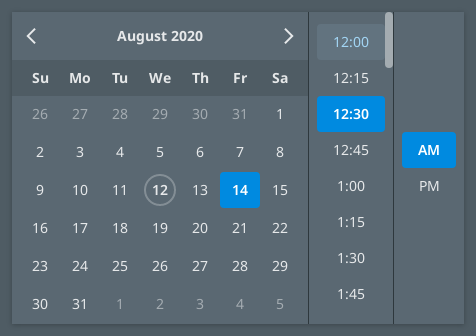 August 2020
Su Mo Tu We Th Fr Sa
26 27 28 29 30 31 1
2 3 4 5 6 7 8
9 10 11 12 13 14 15
16 17 18 19 20 21 22
23 24 25 26 27 28 29
30 31 1 2 3 4 5
12:00
12:15
12:30
12:45
1:00
1:15
1:30
1:45
AM
PM